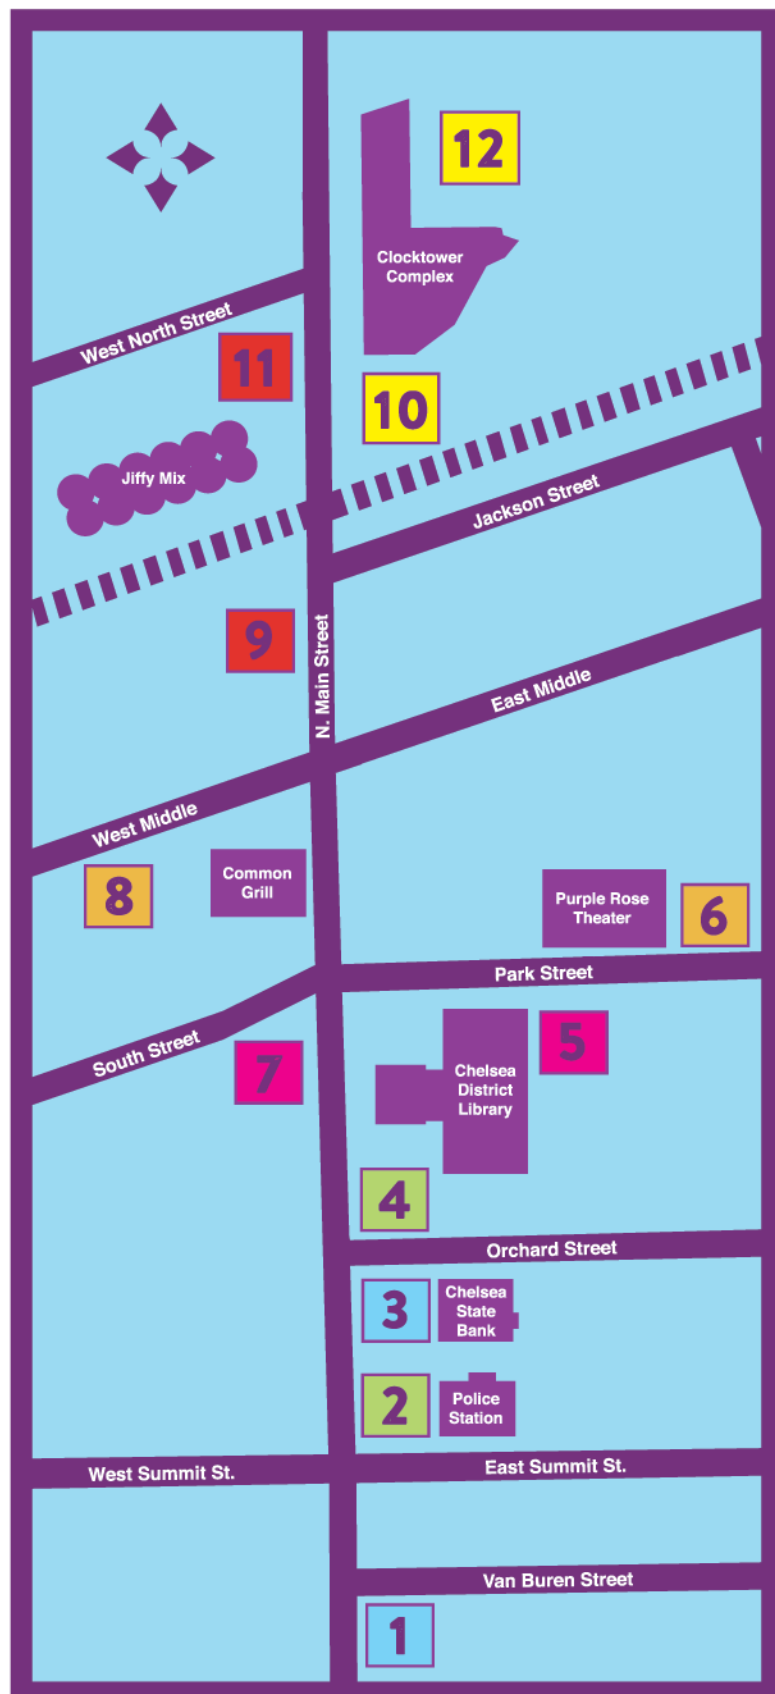 12
Clocktower
Complex
West North Street
11
10
Jiffy Mix
Jackson Street
9
N. Main Street
East Middle
West Middle
8
Common
Grill
Purple Rose
Theater
6
Park Street
South Street
7
5
Chelsea
District
Library
4
Orchard Street
3
Chelsea
State
Bank
2
Police
Station
West Summit St.
East Summit St.
Van Buren Street
1